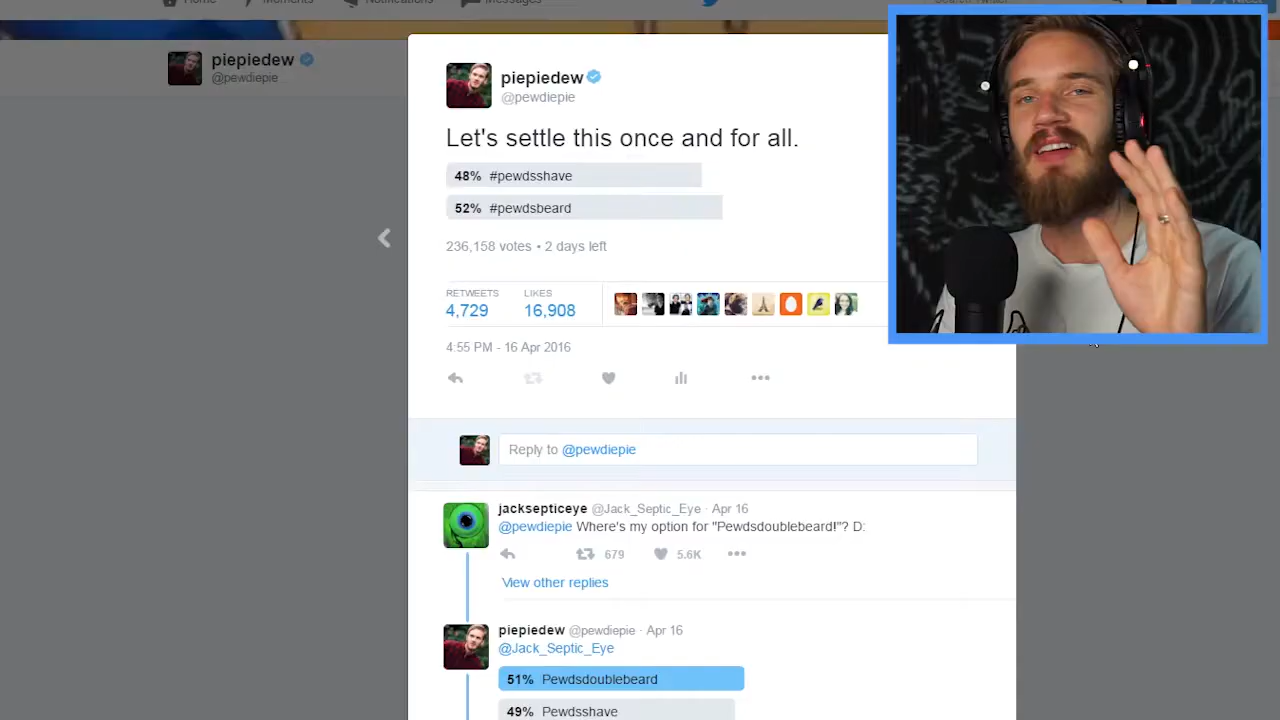 Home Moments Notifications Messages Search Twitter Tweet
piepiedew
@pewdiepie
piepiedew
@pewdiepie
Let's settle this once and for all.
48% #pewdsshave
52% #pewdsbeard
236,158 votes • 2 days left
RETWEETS LIKES
4,729 16,908
4:55 PM - 16 Apr 2016
Reply to @pewdiepie
jacksepticeye @Jack_Septic_Eye · Apr 16
@pewdiepie Where's my option for "Pewdsdoublebeard!"? D:
679 5.6K
View other replies
piepiedew @pewdiepie · Apr 16
@Jack_Septic_Eye
51% Pewdsdoublebeard
49% Pewdsshave